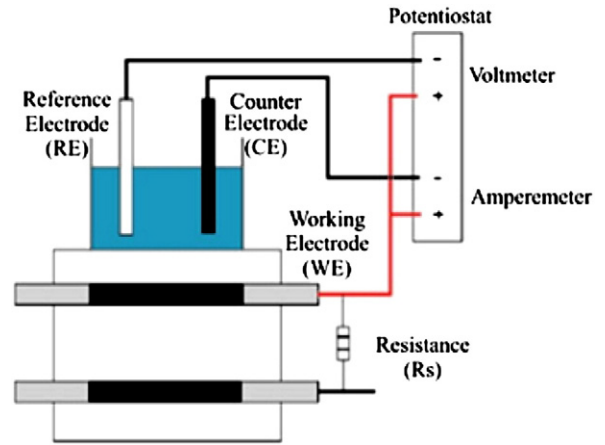 Potentiostat
-
Voltmeter
+
Reference
Electrode
(RE)
Counter
Electrode
(CE)
-
Amperemeter
+
Working
Electrode
(WE)
Resistance
(Rs)